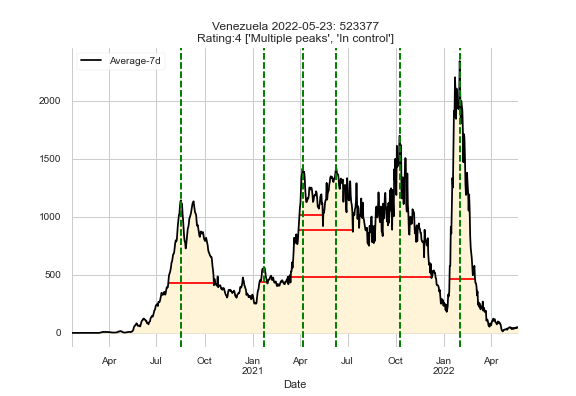 Venezuela 2022-05-23: 523377
Rating:4 ['Multiple peaks', 'In control']
Average-7d
2000
1500
1000
500
0
Apr Jul Oct Jan Apr Jul Oct Jan Apr
2021 2022
Date